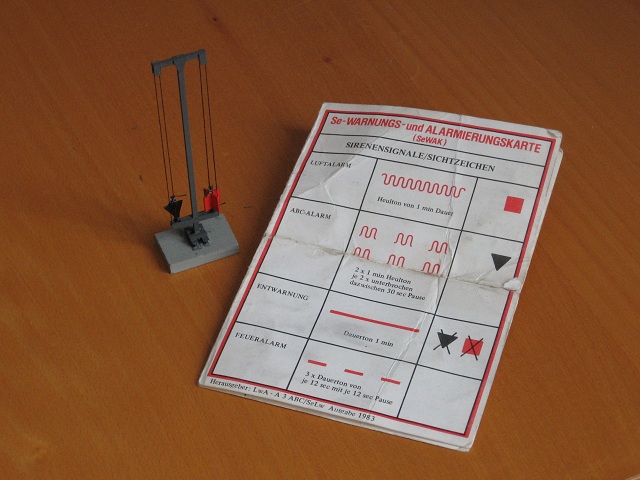 Se-WARNUNGS- und ALARMIERUNGSKARTE
(SeWAK)
SIRENENSIGNALE/SICHTZEICHEN
LUFTALARM
Heulton von 1 min Dauer
ABC-ALARM
2 x 1 min Heulton
je 2 x unterbrochen
dazwischen 30 sec Pause
ENTWARNUNG
Dauerton 1 min
FEUERALARM
3 x Dauerton von
je 12 sec mit je 12 sec Pause
Herausgeber: LwA - A 3 ABC/SeLw Ausgabe 1983